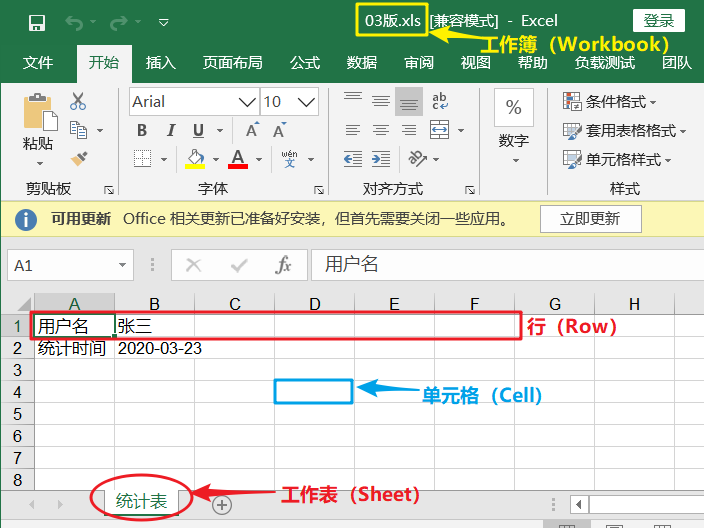 03版.xls [兼容模式] - Excel 登录
工作簿（Workbook）
文件 开始 插入 页面布局 公式 数据 审阅 视图 帮助 负载测试 团队
Arial 10 ab 条件格式
粘贴 B I U A A % 数字 套用表格格式
A wén 文 单元格样式
剪贴板 字体 对齐方式 样式
可用更新 Office 相关更新已准备好安装，但首先需要关闭一些应用。 立即更新
A1 fx 用户名
A B C D E F G H
1 用户名 张三 行（Row）
2 统计时间 2020-03-23
3
4 单元格（Cell）
5
6
7
8
统计表 工作表（Sheet）